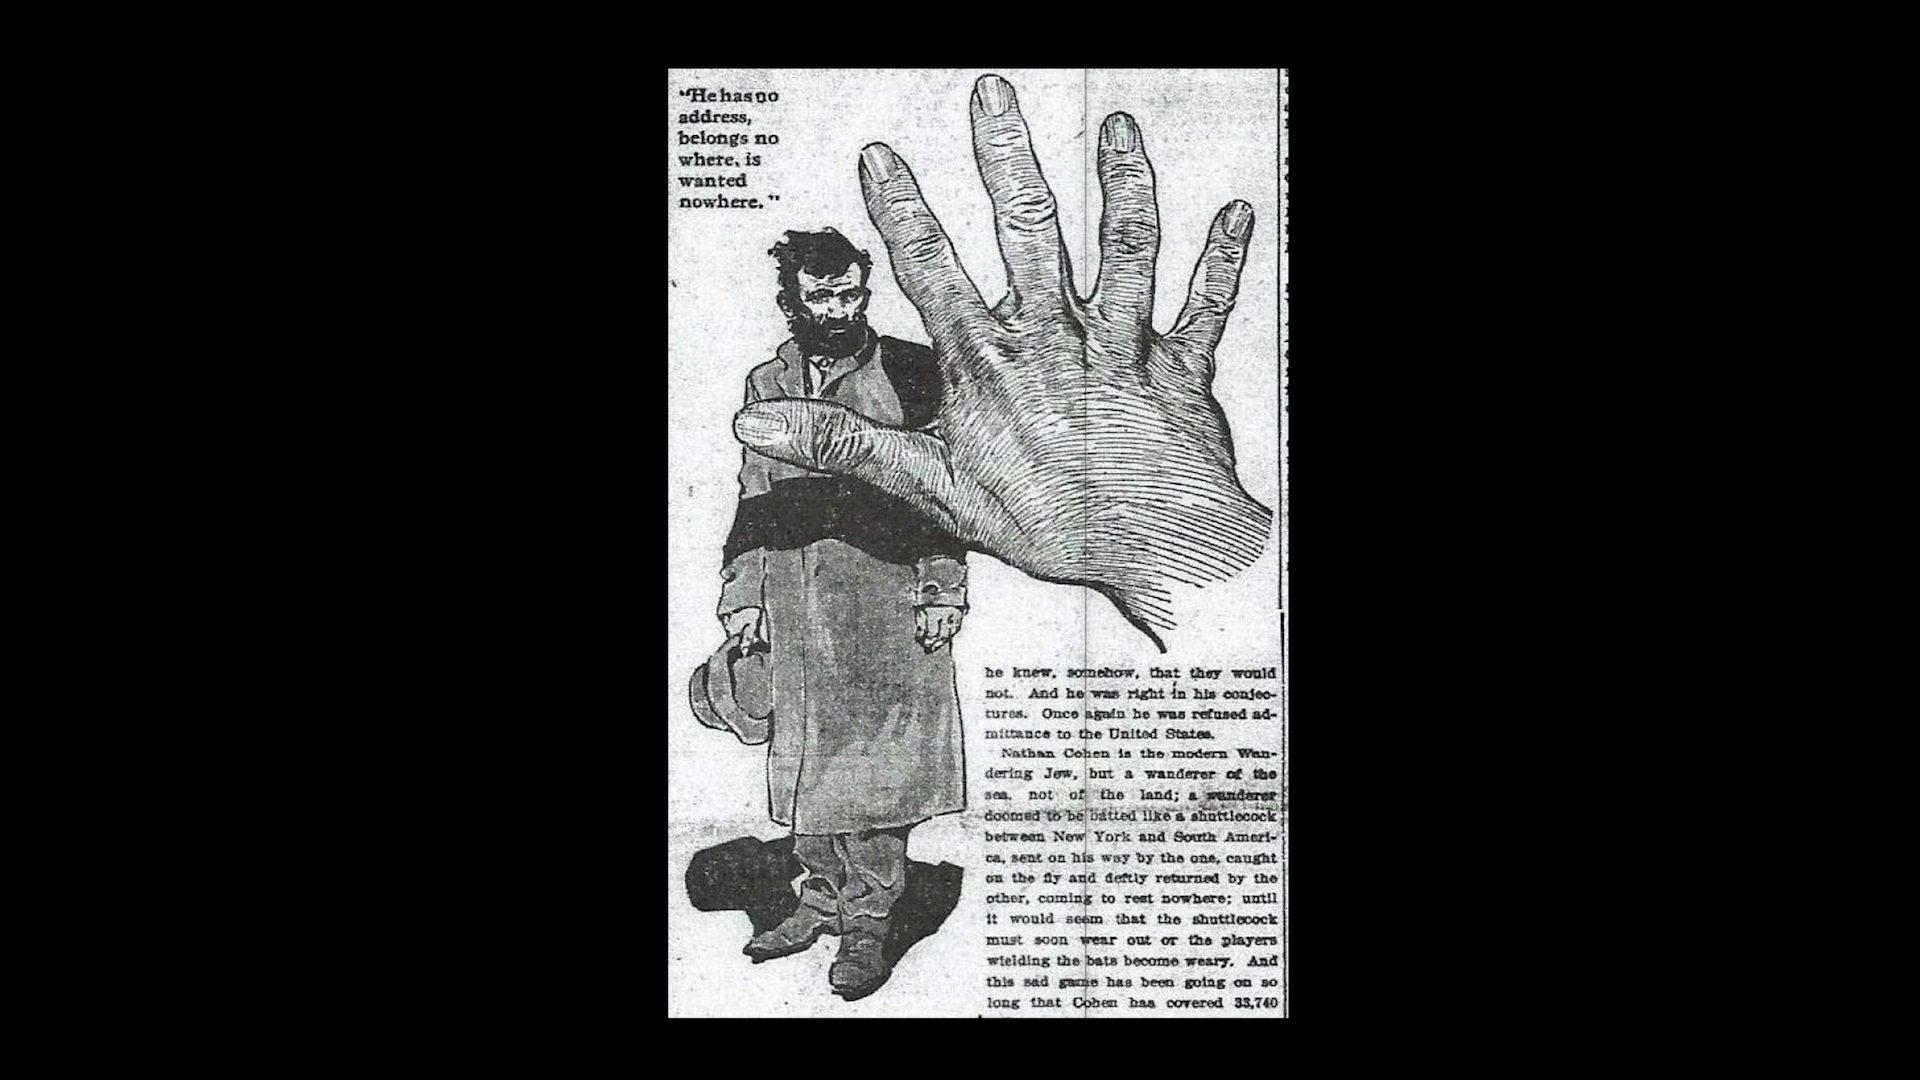 "He has no
address,
belongs no
where, is
wanted
nowhere."
he knew, somehow, that they would
not. And he was right in his conjec-
tures. Once again he was refused ad-
mittance to the United States.
Nathan Cohen is the modern Wan-
dering Jew, but a wanderer of the
sea, not of the land; a wanderer
doomed to be batted like a shuttlecock
between New York and South Ameri-
ca, sent on his way by the one, caught
on the fly and deftly returned by the
other, coming to rest nowhere; until
it would seem that the shuttlecock
must soon wear out or the players
wielding the bats become weary. And
this sad game has been going on so
long that Cohen has covered 33,740